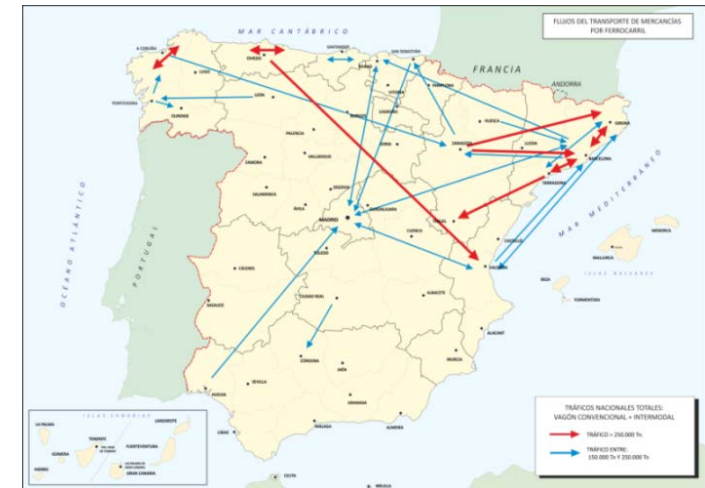 FLUJOS DEL TRANSPORTE DE MERCANCÍAS
POR FERROCARRIL
MAR CANTÁBRICO
A CORUÑA
LUGO
OVIEDO
SANTANDER
BILBAO
SAN SEBASTIÁN
FRANCIA
ANDORRA
PONTEVEDRA
OURENSE
LEÓN
BURGOS
VITORIA
LOGROÑO
PAMPLONA
HUESCA
GIRONA
PALENCIA
SORIA
ZARAGOZA
LLEIDA
BARCELONA
ZAMORA
VALLADOLID
TARRAGONA
SALAMANCA
SEGOVIA
ÁVILA
GUADALAJARA
MADRID
TERUEL
CUENCA
TOLEDO
CASTELLÓ
MAR MEDITERRÁNEO
MENORCA
MALLORCA
ISLAS BALEARES
IBIZA
FORMENTERA
OCÉANO ATLÁNTICO
PORTUGAL
CÁCERES
CIUDAD REAL
ALBACETE
BADAJOZ
ALACANT
CÓRDOBA
JAÉN
MURCIA
HUELVA
SEVILLA
GRANADA
CÁDIZ
MÁLAGA
ALMERÍA
CEUTA
MELILLA
ISLAS CANARIAS
LA PALMA
LANZAROTE
TENERIFE
FUERTEVENTURA
GOMERA
HIERRO
GRAN CANARIA
TRÁFICOS NACIONALES TOTALES:
VAGÓN CONVENCIONAL + INTERMODAL
TRÁFICO > 250.000 Tn.
TRÁFICO ENTRE:
150.000 Tn Y 250.000 Tn